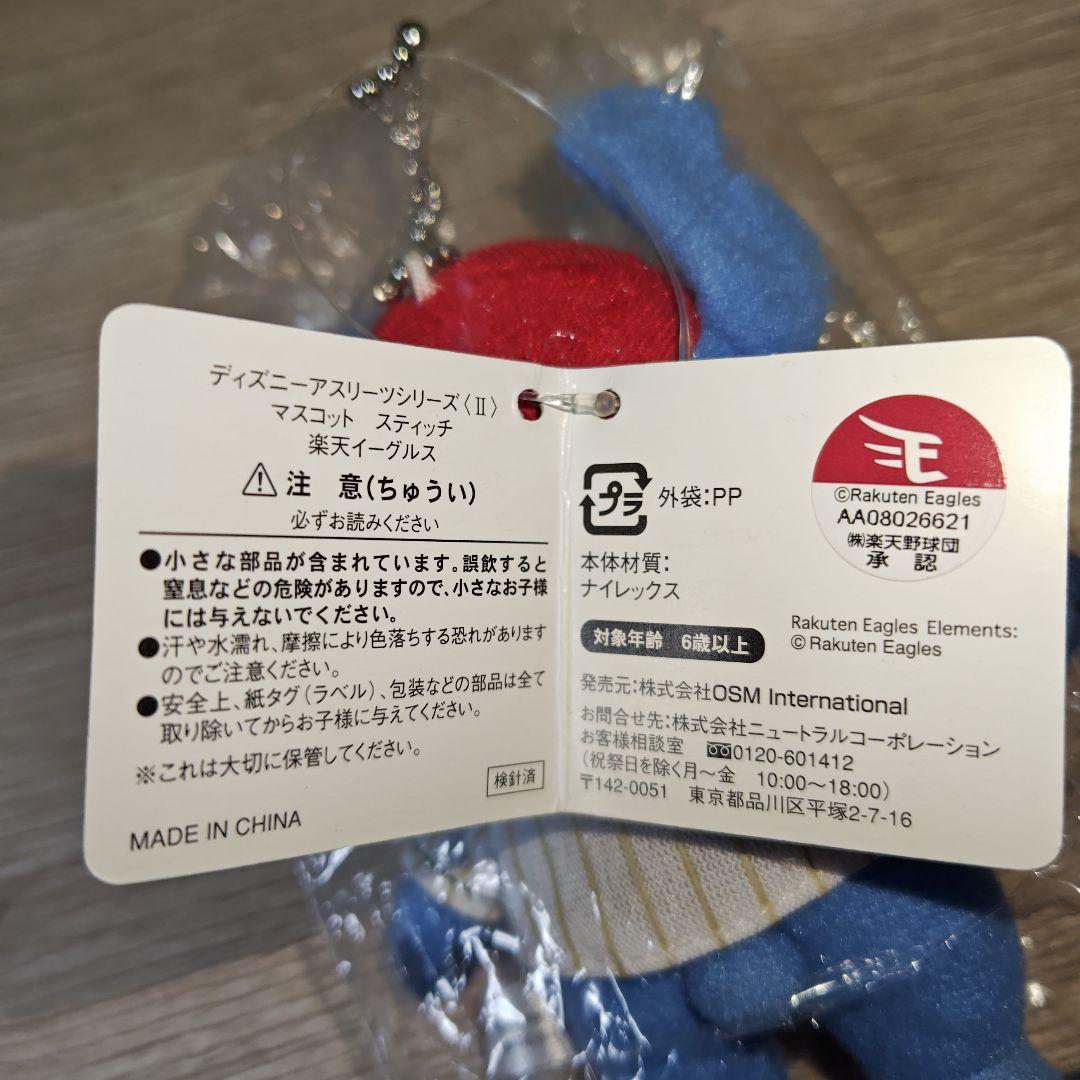 ディズニーアスリーツシリーズ〈Ⅱ〉
マスコット　スティッチ
楽天イーグルス
⚠注　意(ちゅうい)
必ずお読みください
●小さな部品が含まれています。誤飲すると
窒息などの危険がありますので、小さなお子様
には与えないでください。
●汗や水濡れ、摩擦により色落ちする恐れがあります
のでご注意ください。
●安全上、紙タグ(ラベル)、包装などの部品は全て
取り除いてからお子様に与えてください。
※これは大切に保管してください。
検針済
MADE IN CHINA
プラ 外袋:PP
本体材質:
ナイレックス
対象年齢　6歳以上
E
©Rakuten Eagles
AA08026621
㈱楽天野球団
承　認
Rakuten Eagles Elements:
© Rakuten Eagles
発売元:株式会社OSM International
お問合せ先:株式会社ニュートラルコーポレーション
お客様相談室　0120-601412
(祝祭日を除く月〜金　10:00〜18:00)
〒142-0051　東京都品川区平塚2-7-16